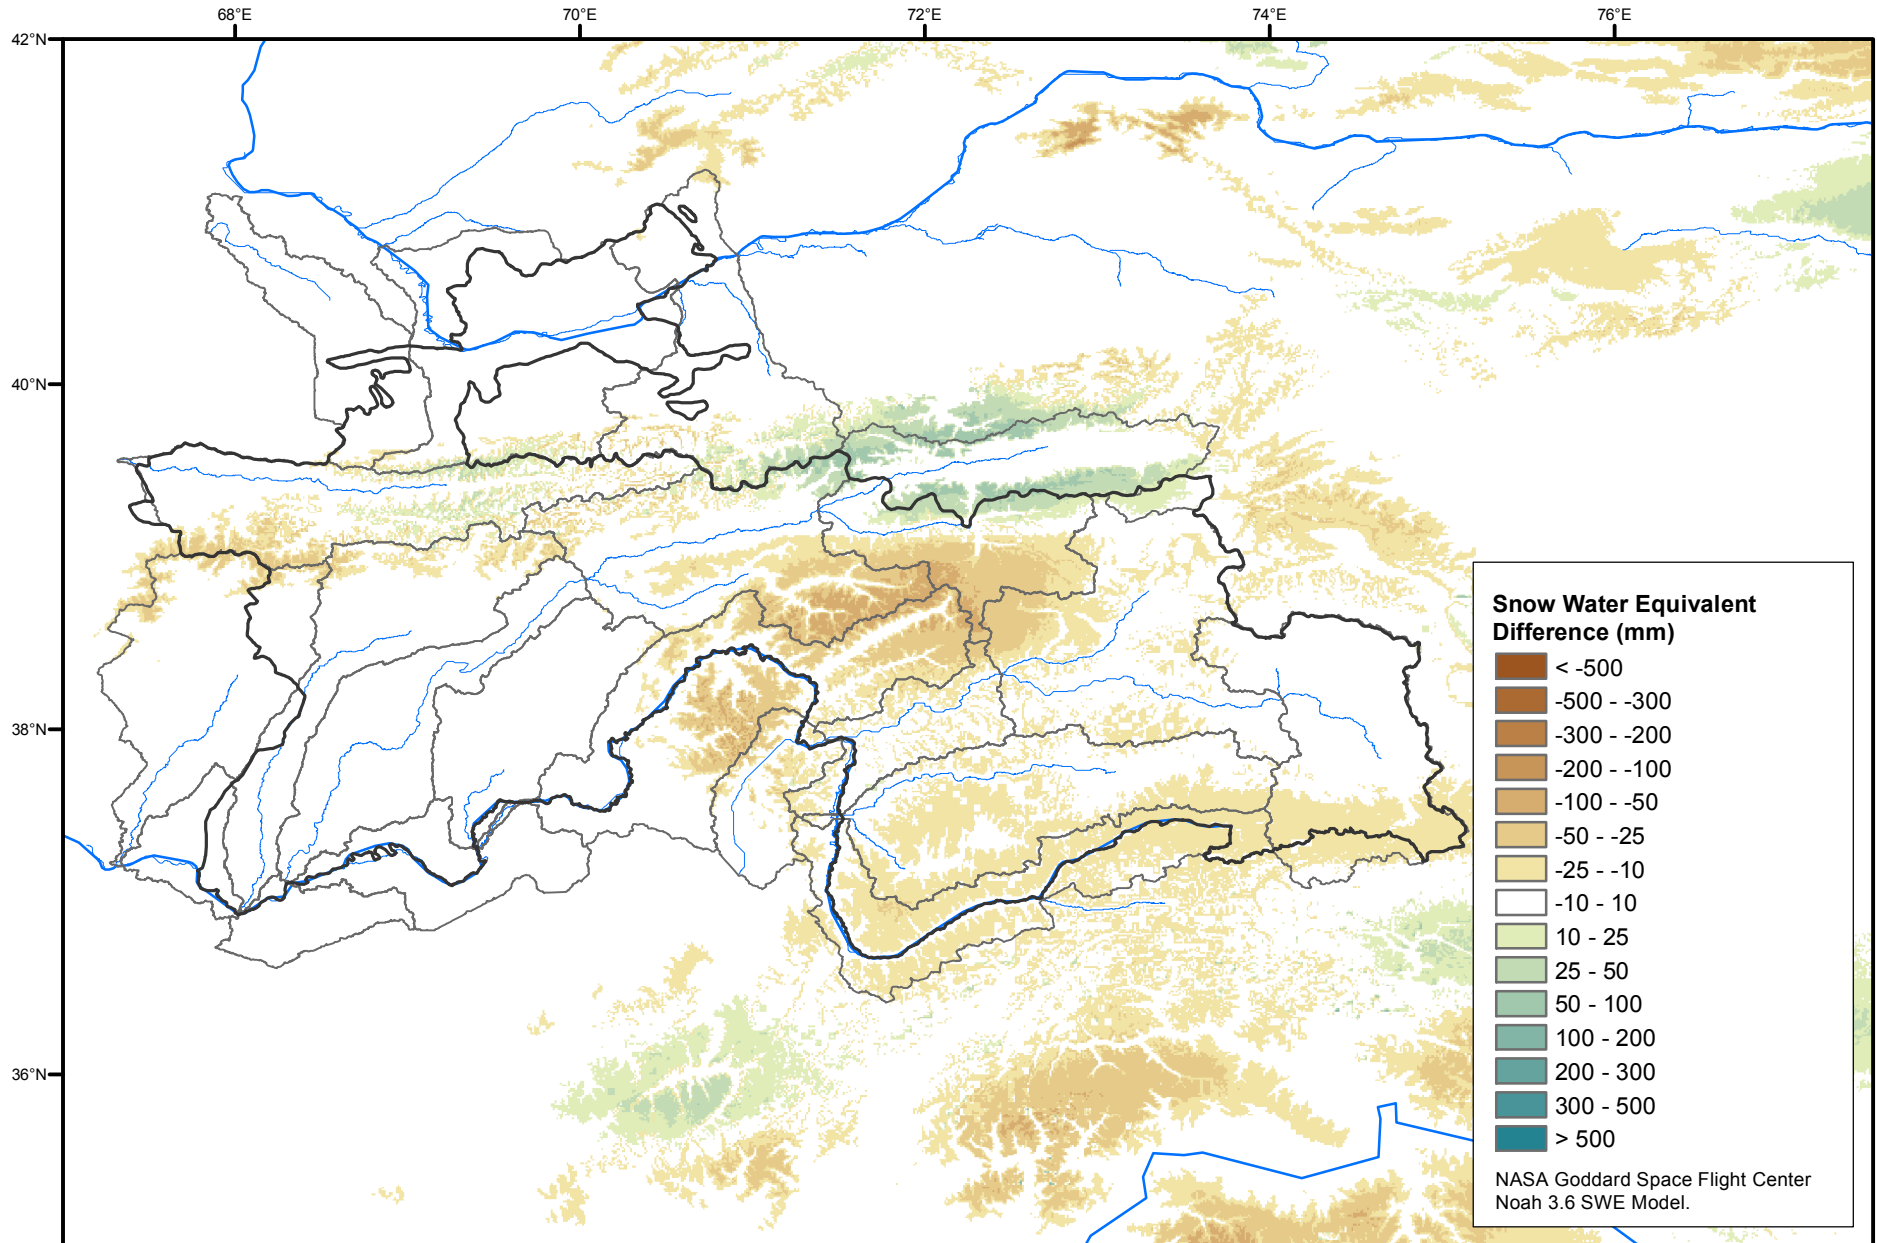 68°E 70°E 72°E 74°E 76°E
42°N
40°N
38°N
36°N
Snow Water Equivalent
Difference (mm)
< -500
-500 - -300
-300 - -200
-200 - -100
-100 - -50
-50 - -25
-25 - -10
-10 - 10
10 - 25
25 - 50
50 - 100
100 - 200
200 - 300
300 - 500
> 500
NASA Goddard Space Flight Center
Noah 3.6 SWE Model.